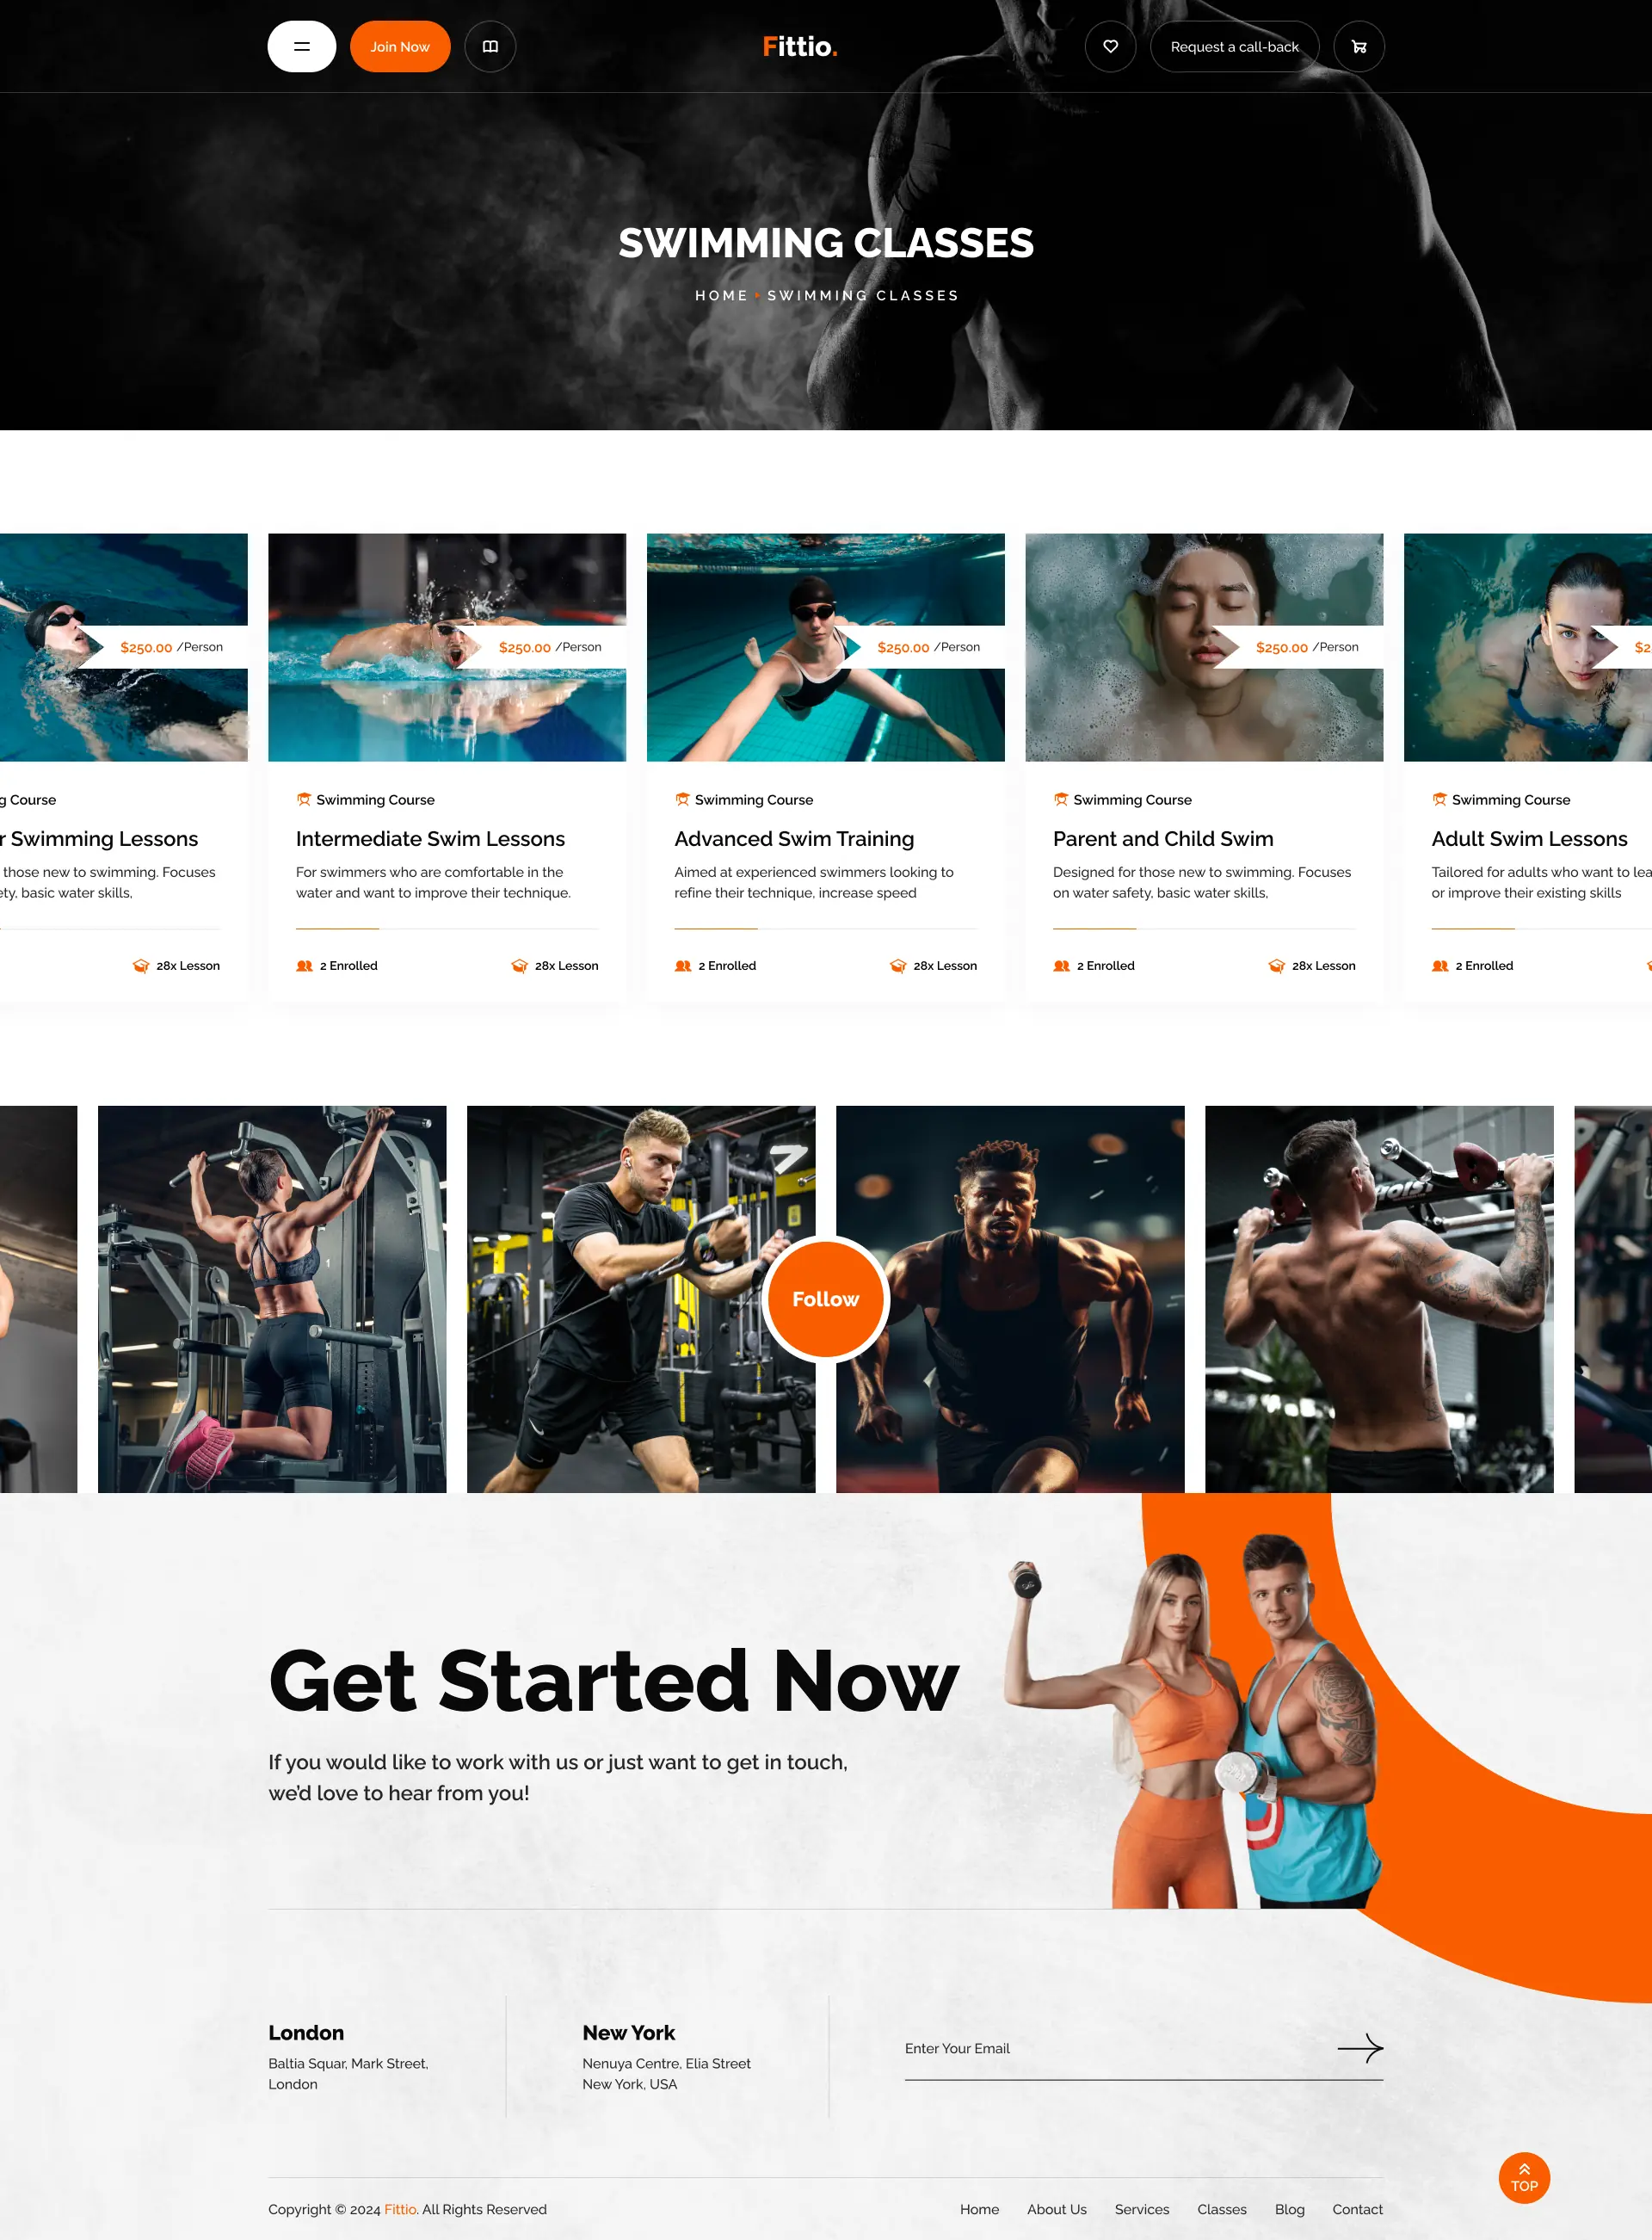 Join Now
Fittio.
Request a call-back
SWIMMING CLASSES
HOME SWIMMING CLASSES
$250.00 /Person
$250.00 /Person
$250.00 /Person
$250.00 /Person
Course
Swimming Lessons
those new to swimming. Focuses
basic water skills,
28x Lesson
Swimming Course
Intermediate Swim Lessons
For swimmers who are comfortable in the
water and want to improve their technique.
2 Enrolled
28x Lesson
Swimming Course
Advanced Swim Training
Aimed at experienced swimmers looking to
refine their technique, increase speed
2 Enrolled
28x Lesson
Swimming Course
Parent and Child Swim
Designed for those new to swimming. Focuses
on water safety, basic water skills,
2 Enrolled
28x Lesson
Swimming Course
Adult Swim Lessons
Tailored for adults who want to
or improve their existing skills
2 Enrolled
Follow
Get Started Now
If you would like to work with us or just want to get in touch,
we'd love to hear from you!
London
Baltia Squar, Mark Street,
London
New York
Nenuya Centre, Elia Street
New York, USA
Enter Your Email
TOP
Copyright © 2024 Fittio. All Rights Reserved
Home
About Us
Services
Classes
Blog
Contact